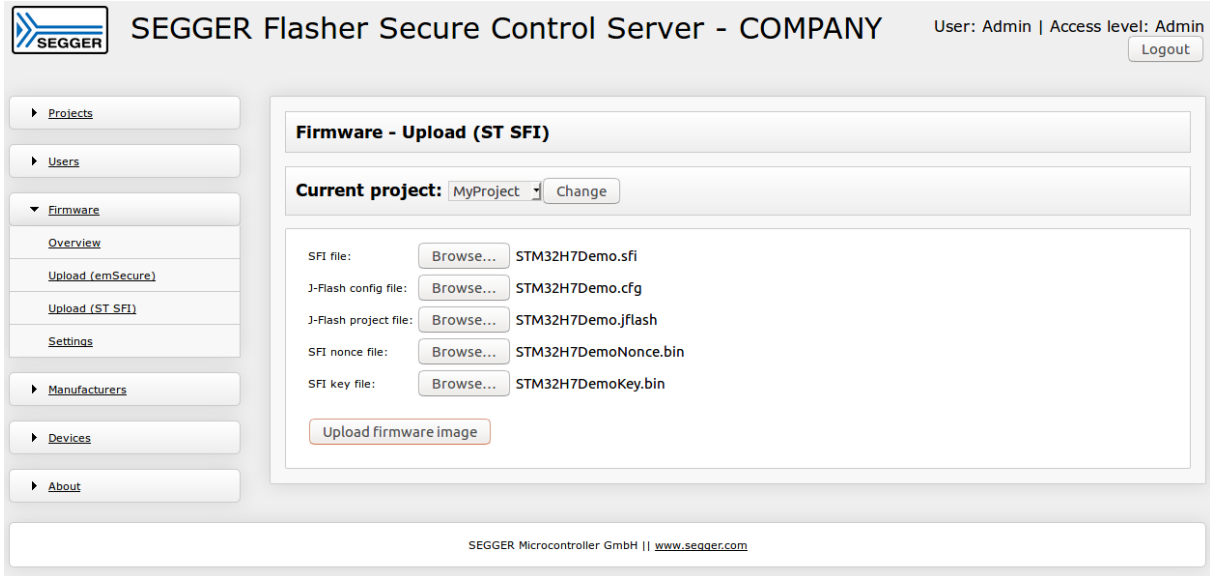 SEGGER
SEGGER Flasher Secure Control Server - COMPANY
User: Admin | Access level: Admin
Logout
Projects
Users
Firmware
Overview
Upload (emSecure)
Upload (ST SFI)
Settings
Manufacturers
Devices
About
Firmware - Upload (ST SFI)
Current project: MyProject Change
SFI file: Browse... STM32H7Demo.sfi
J-Flash config file: Browse... STM32H7Demo.cfg
J-Flash project file: Browse... STM32H7Demo.jflash
SFI nonce file: Browse... STM32H7DemoNonce.bin
SFI key file: Browse... STM32H7DemoKey.bin
Upload firmware image
SEGGER Microcontroller GmbH || www.segger.com